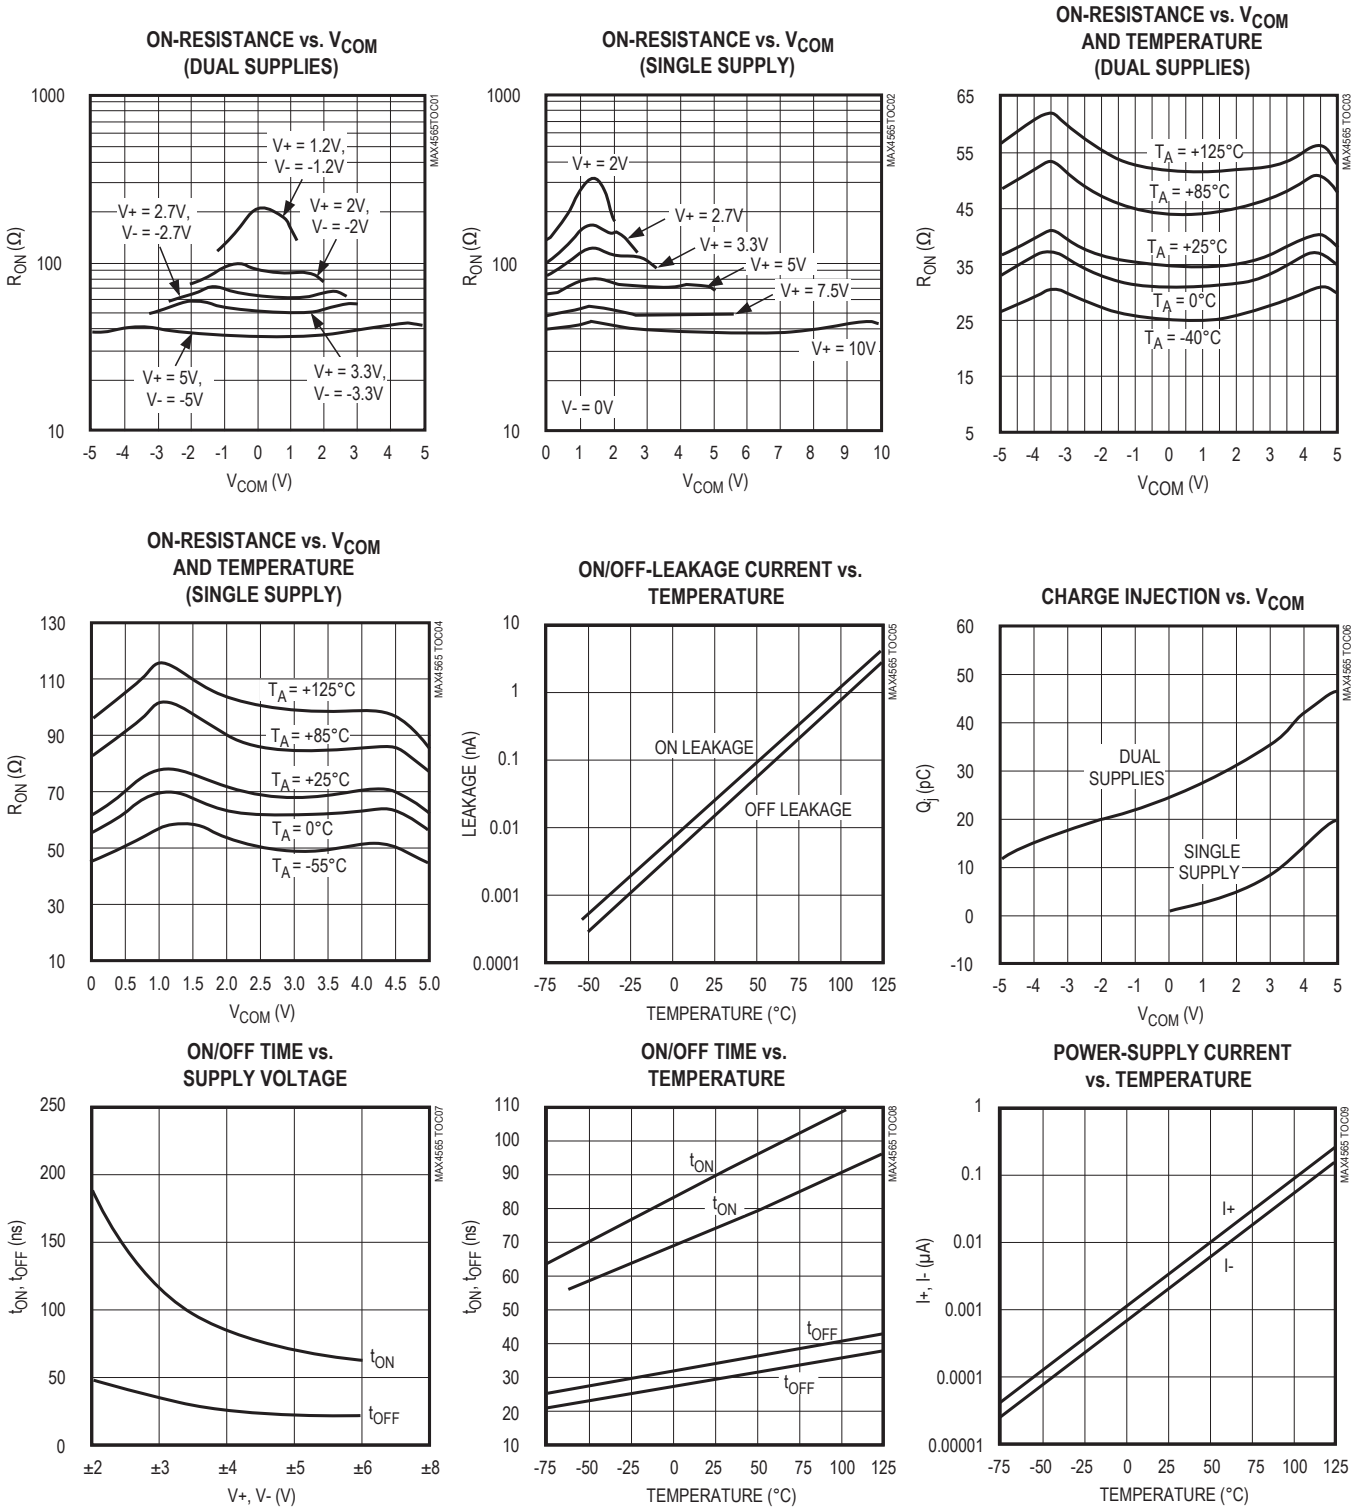 ON-RESISTANCE vs. VCOM
(DUAL SUPPLIES)
1000
100
10
RON (Ω)
V+ = 1.2V,
V- = -1.2V
V+ = 2.7V,
V- = -2.7V
V+ = 2V,
V- = -2V
V+ = 5V,
V- = -5V
V+ = 3.3V,
V- = -3.3V
-5 -4 -3 -2 -1 0 1 2 3 4 5
VCOM (V)
MAX4565TOC01
ON-RESISTANCE vs. VCOM
(SINGLE SUPPLY)
1000
100
10
RON (Ω)
V+ = 2V
V+ = 2.7V
V+ = 3.3V
V+ = 5V
V+ = 7.5V
V+ = 10V
V- = 0V
0 1 2 3 4 5 6 7 8 9 10
VCOM (V)
MAX4565TOC02
ON-RESISTANCE vs. VCOM
AND TEMPERATURE
(DUAL SUPPLIES)
65
55
45
35
25
15
5
RON (Ω)
TA = +125°C
TA = +85°C
TA = +25°C
TA = 0°C
TA = -40°C
-5 -4 -3 -2 -1 0 1 2 3 4 5
VCOM (V)
MAX4565 TOC03
ON-RESISTANCE vs. VCOM
AND TEMPERATURE
(SINGLE SUPPLY)
130
110
90
70
50
30
10
RON (Ω)
TA = +125°C
TA = +85°C
TA = +25°C
TA = 0°C
TA = -55°C
0 0.5 1.0 1.5 2.0 2.5 3.0 3.5 4.0 4.5 5.0
VCOM (V)
MAX4565 TOC04
ON/OFF-LEAKAGE CURRENT vs.
TEMPERATURE
10
1
0.1
0.01
0.001
0.0001
LEAKAGE (nA)
ON LEAKAGE
OFF LEAKAGE
-75 -50 -25 0 25 50 75 100 125
TEMPERATURE (°C)
MAX4565 TOC05
CHARGE INJECTION vs. VCOM
60
50
40
30
20
10
0
-10
Qj (pC)
DUAL
SUPPLIES
SINGLE
SUPPLY
-5 -4 -3 -2 -1 0 1 2 3 4 5
VCOM (V)
MAX4565 TOC06
ON/OFF TIME vs.
SUPPLY VOLTAGE
250
200
150
100
50
0
tON, tOFF (ns)
tON
tOFF
±2 ±3 ±4 ±5 ±6 ±8
V+, V- (V)
MAX4565 TOC07
ON/OFF TIME vs.
TEMPERATURE
110
100
90
80
70
60
50
40
30
20
10
tON, tOFF (ns)
tON
tON
tOFF
tOFF
-75 -50 -25 0 25 50 75 100 125
TEMPERATURE (°C)
MAX4565 TOC08
POWER-SUPPLY CURRENT
vs. TEMPERATURE
1
0.1
0.01
0.001
0.0001
0.00001
I+, I- (μA)
I+
I-
-75 -50 -25 0 25 50 75 100 125
TEMPERATURE (°C)
MAX4565 TOC09